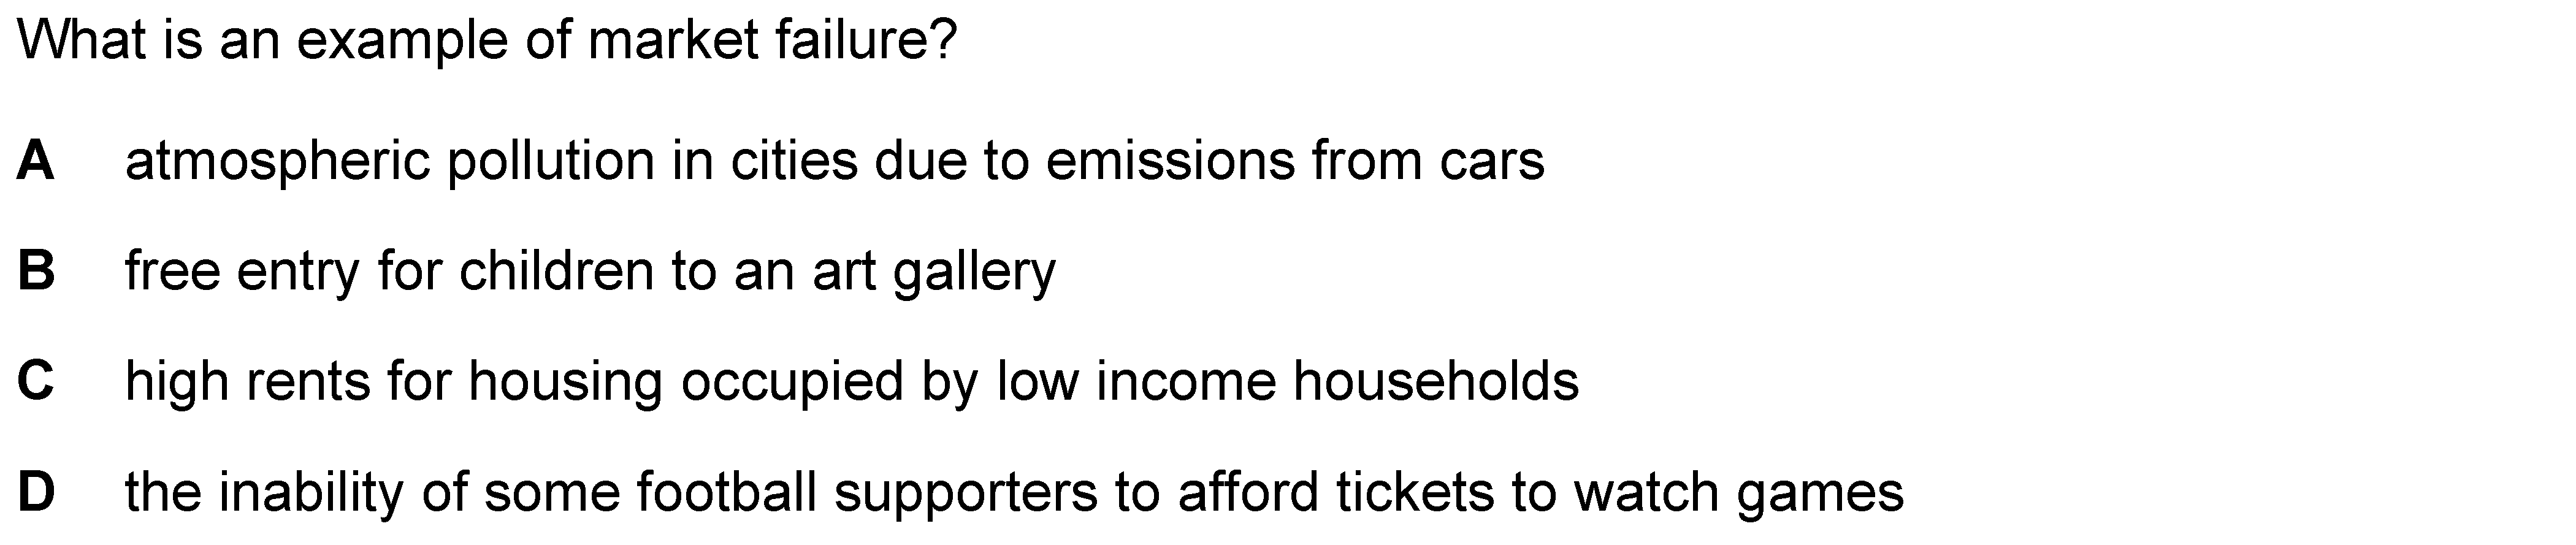 What is an example of market failure?
A atmospheric pollution in cities due to emissions from cars
B free entry for children to an art gallery
C high rents for housing occupied by low income households
D the inability of some football supporters to afford tickets to watch games